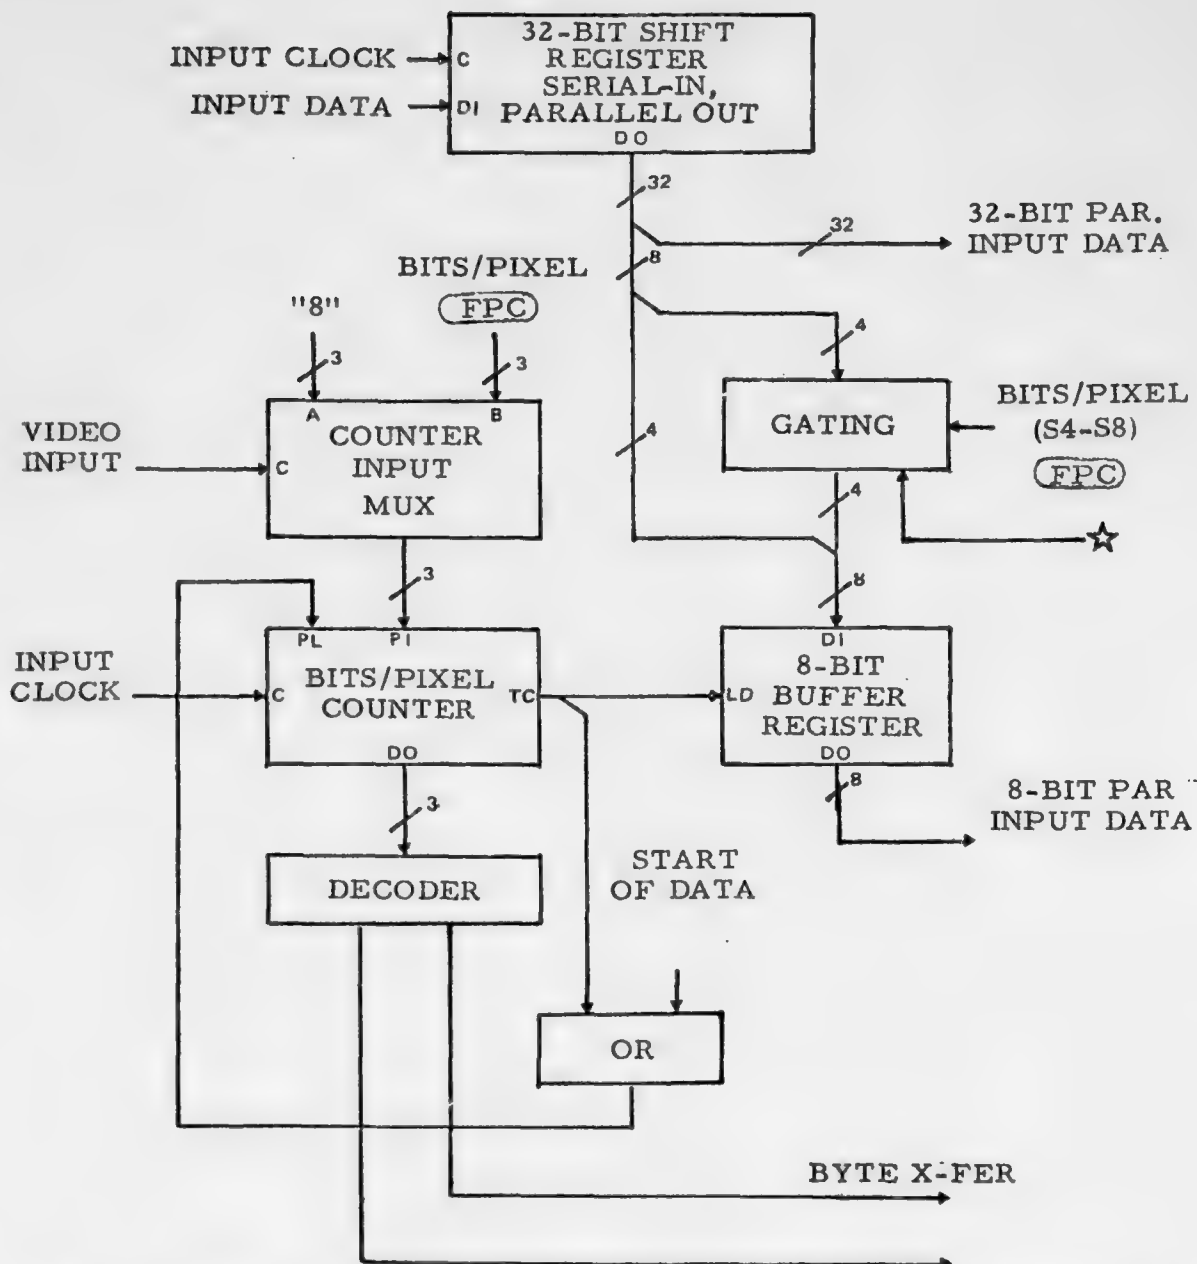 32-BIT SHIFT
REGISTER
SERIAL-IN,
PARALLEL OUT
INPUT CLOCK
C
INPUT DATA
DI
DO
32
32
32-BIT PAR.
INPUT DATA
8
BITS/PIXEL
FPC
"8"
3
3
4
A
B
COUNTER
INPUT
MUX
VIDEO
INPUT
C
4
GATING
BITS/PIXEL
(S4-S8)
FPC
4
☆
3
8
PL
PI
INPUT
CLOCK
C
BITS/PIXEL
COUNTER
TC
DO
DI
LD
8-BIT
BUFFER
REGISTER
DO
8
8-BIT PAR
INPUT DATA
3
DECODER
START
OF DATA
OR
BYTE X-FER